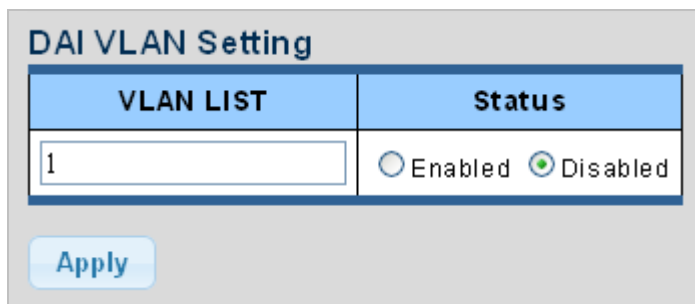 DAI VLAN Setting
VLAN LIST Status
1 Enabled Disabled
Apply